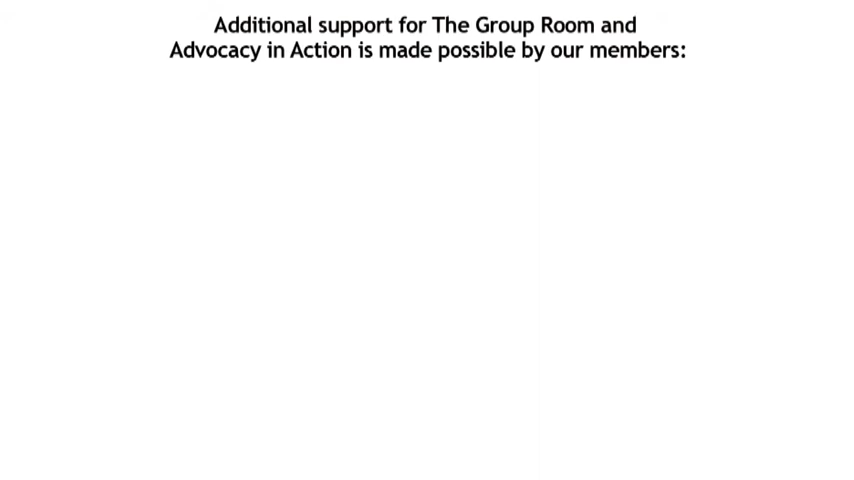 Additional support for The Group Room and
Advocacy in Action is made possible by our members: